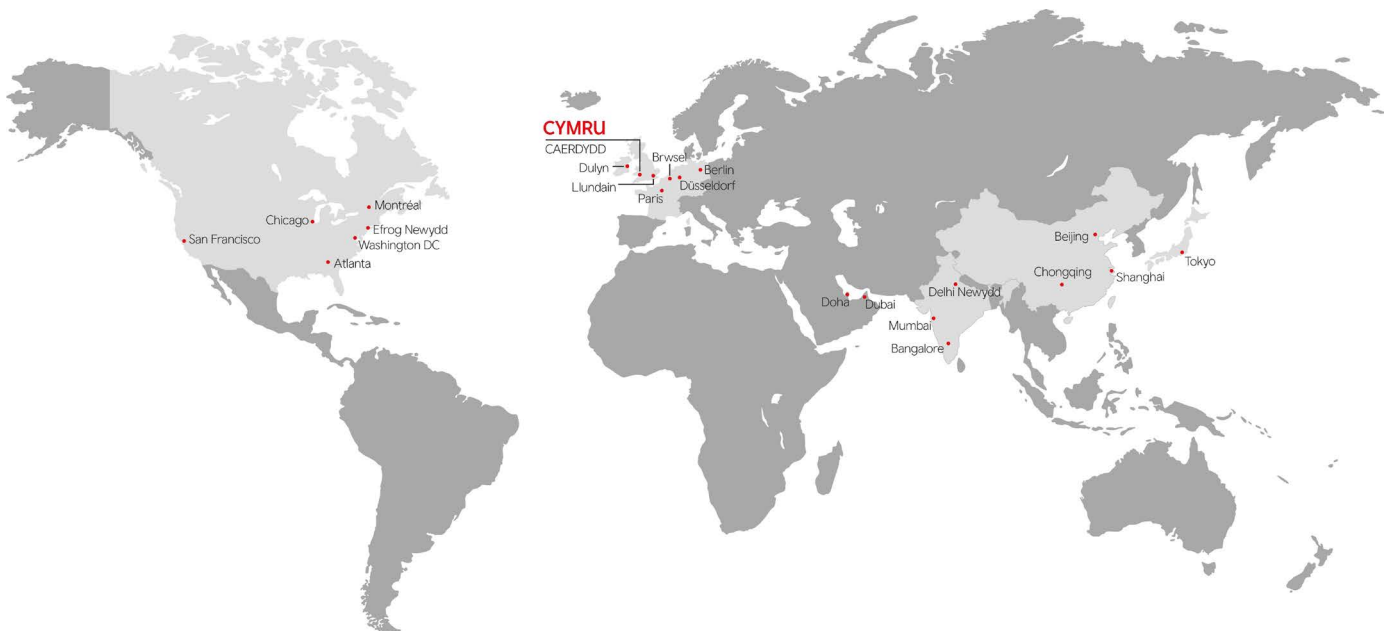 CYMRU
CAERDYDD
Dulyn
Llundain
Brwsel
Berlin
Düsseldorf
Paris
Montréal
Chicago
Efrog Newydd
San Francisco
Washington DC
Atlanta
Beijing
Tokyo
Chongqing
Shanghai
Doha
Dubai
Delhi Newydd
Mumbai
Bangalore